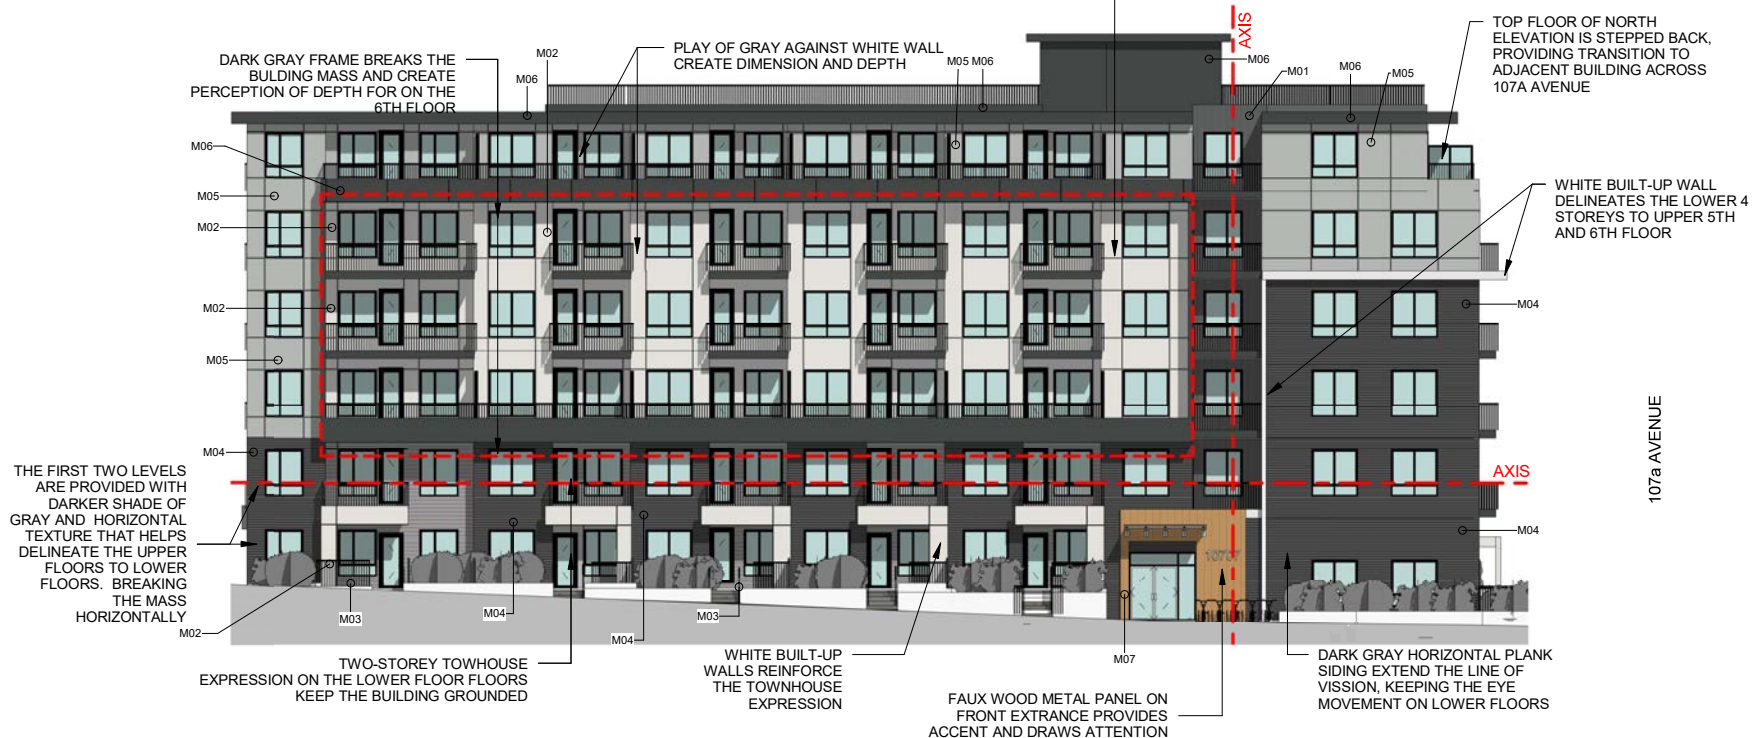 DARK GRAY FRAME BREAKS THE
BULDING MASS AND CREATE
PERCEPTION OF DEPTH FOR ON THE
6TH FLOOR
M06
M02
PLAY OF GRAY AGAINST WHITE WALL
CREATE DIMENSION AND DEPTH
M05
M06
AXIS
M06
M01
M06
M05
TOP FLOOR OF NORTH
ELEVATION IS STEPPED BACK,
PROVIDING TRANSITION TO
ADJACENT BUILDING ACROSS
107A AVENUE
M06
M05
M02
M02
M05
M04
WHITE BUILT-UP WALL
DELINEATES THE LOWER 4
STOREYS TO UPPER 5TH
AND 6TH FLOOR
M04
107a AVENUE
AXIS
M04
THE FIRST TWO LEVELS
ARE PROVIDED WITH
DARKER SHADE OF
GRAY AND HORIZONTAL
TEXTURE THAT HELPS
DELINEATE THE UPPER
FLOORS TO LOWER
FLOORS. BREAKING
THE MASS
HORIZONTALLY
M02
M03
M04
M04
M03
10707
M07
TWO-STOREY TOWHOUSE
EXPRESSION ON THE LOWER FLOOR FLOORS
KEEP THE BUILDING GROUNDED
WHITE BUILT-UP
WALLS REINFORCE
THE TOWNHOUSE
EXPRESSION
FAUX WOOD METAL PANEL ON
FRONT EXTRANCE PROVIDES
ACCENT AND DRAWS ATTENTION
DARK GRAY HORIZONTAL PLANK
SIDING EXTEND THE LINE OF
VISSION, KEEPING THE EYE
MOVEMENT ON LOWER FLOORS